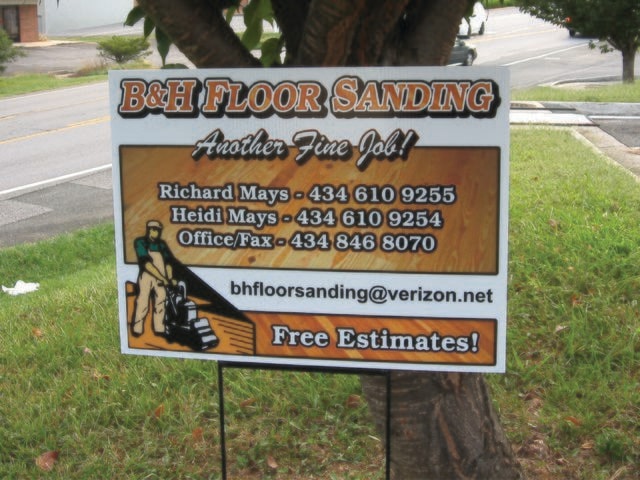 B&H FLOOR SANDING
Another Fine Job!
Richard Mays - 434 610 9255
Heidi Mays - 434 610 9254
Office/Fax - 434 846 8070
bhfloorsanding@verizon.net
Free Estimates!